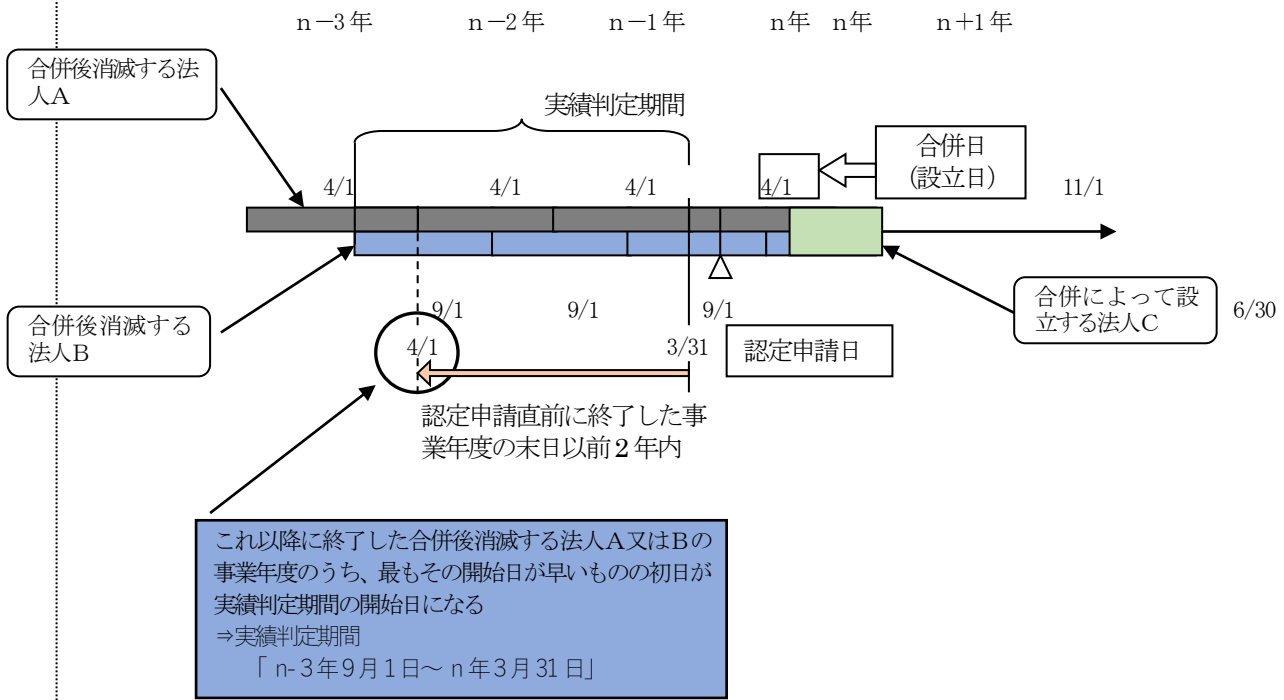 n－3年 n－2年 n－1年 n年 n年 n+1年
合併後消滅する法
人A
実績判定期間
合併日
（設立日）
4/1 4/1 4/1 4/1 11/1
合併後消滅する
法人B
9/1 9/1 9/1
合併によって設
立する法人C
6/30
4/1 3/31 認定申請日
認定申請直前に終了した事
業年度の末日以前2年内
これ以降に終了した合併後消滅する法人A又はBの
事業年度のうち、最もその開始日が早いものの初日が
実績判定期間の開始日になる
⇒実績判定期間
「 n-3年9月1日～ n年3月31日」